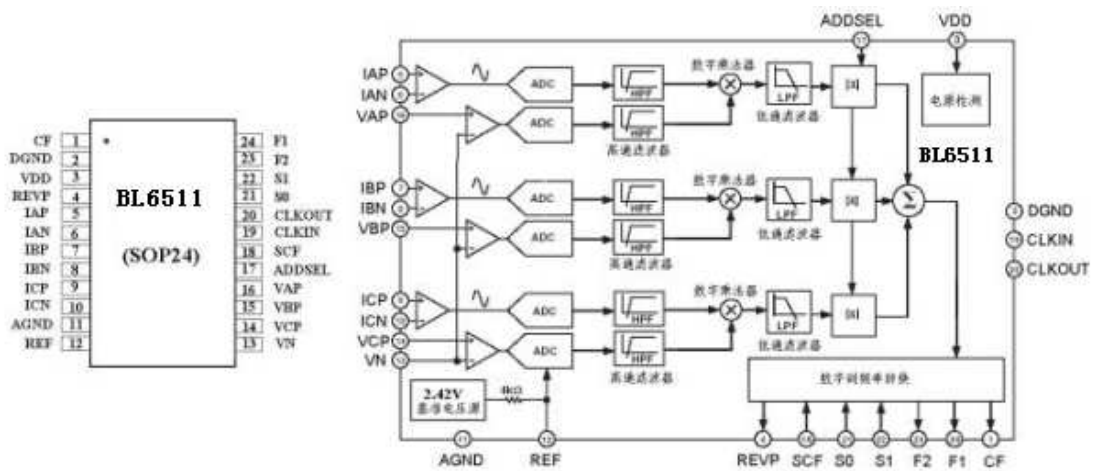 BL6511
(SOP24)
CF 1
DGND 2
VDD 3
REVP 4
IAP 5
IAN 6
IBP 7
IBN 8
ICP 9
ICN 10
AGND 11
REF 12
24 F1
23 F2
22 S1
21 S0
20 CLKOUT
19 CLKIN
18 SCF
17 ADDSEL
16 VAP
15 VBP
14 VCP
13 VN
ADDSEL VDD
17 3
IAP
IAN
VAP
ADC
ADC
HPF
HPF
高通滤波器
数字乘法器
LPF
低通滤波器
|X|
电源检测
BL6511
IBP
IBN
VBP
ADC
ADC
HPF
HPF
高通滤波器
数字乘法器
LPF
低通滤波器
|X|
Σ
DGND
CLKIN
CLKOUT
ICP
ICN
VCP
VN
ADC
ADC
HPF
HPF
高通滤波器
数字乘法器
LPF
低通滤波器
|X|
2.42V
基准电压源
4kΩ
数字到频率转换
AGND REF REVP SCF S0 S1 F2 F1 CF